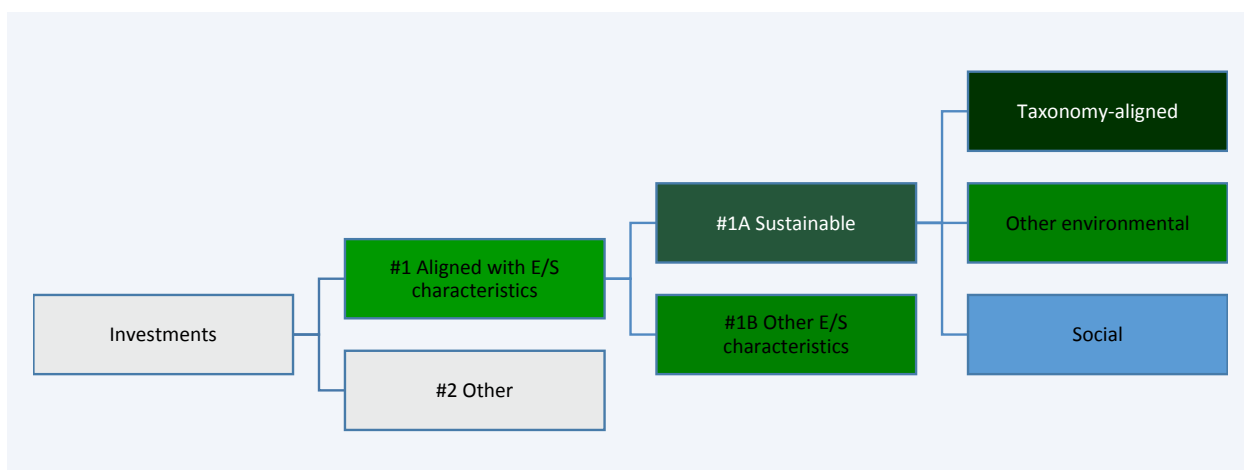 Investments
#1 Aligned with E/S
characteristics
#2 Other
#1A Sustainable
#1B Other E/S
characteristics
Taxonomy-aligned
Other environmental
Social